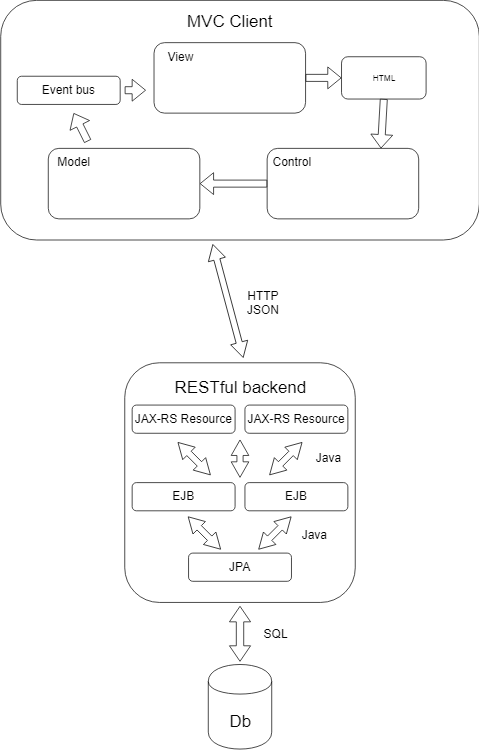 MVC Client
View
Event bus
HTML
Model
Control
HTTP
JSON
RESTful backend
JAX-RS Resource
JAX-RS Resource
Java
EJB
EJB
Java
JPA
SQL
Db